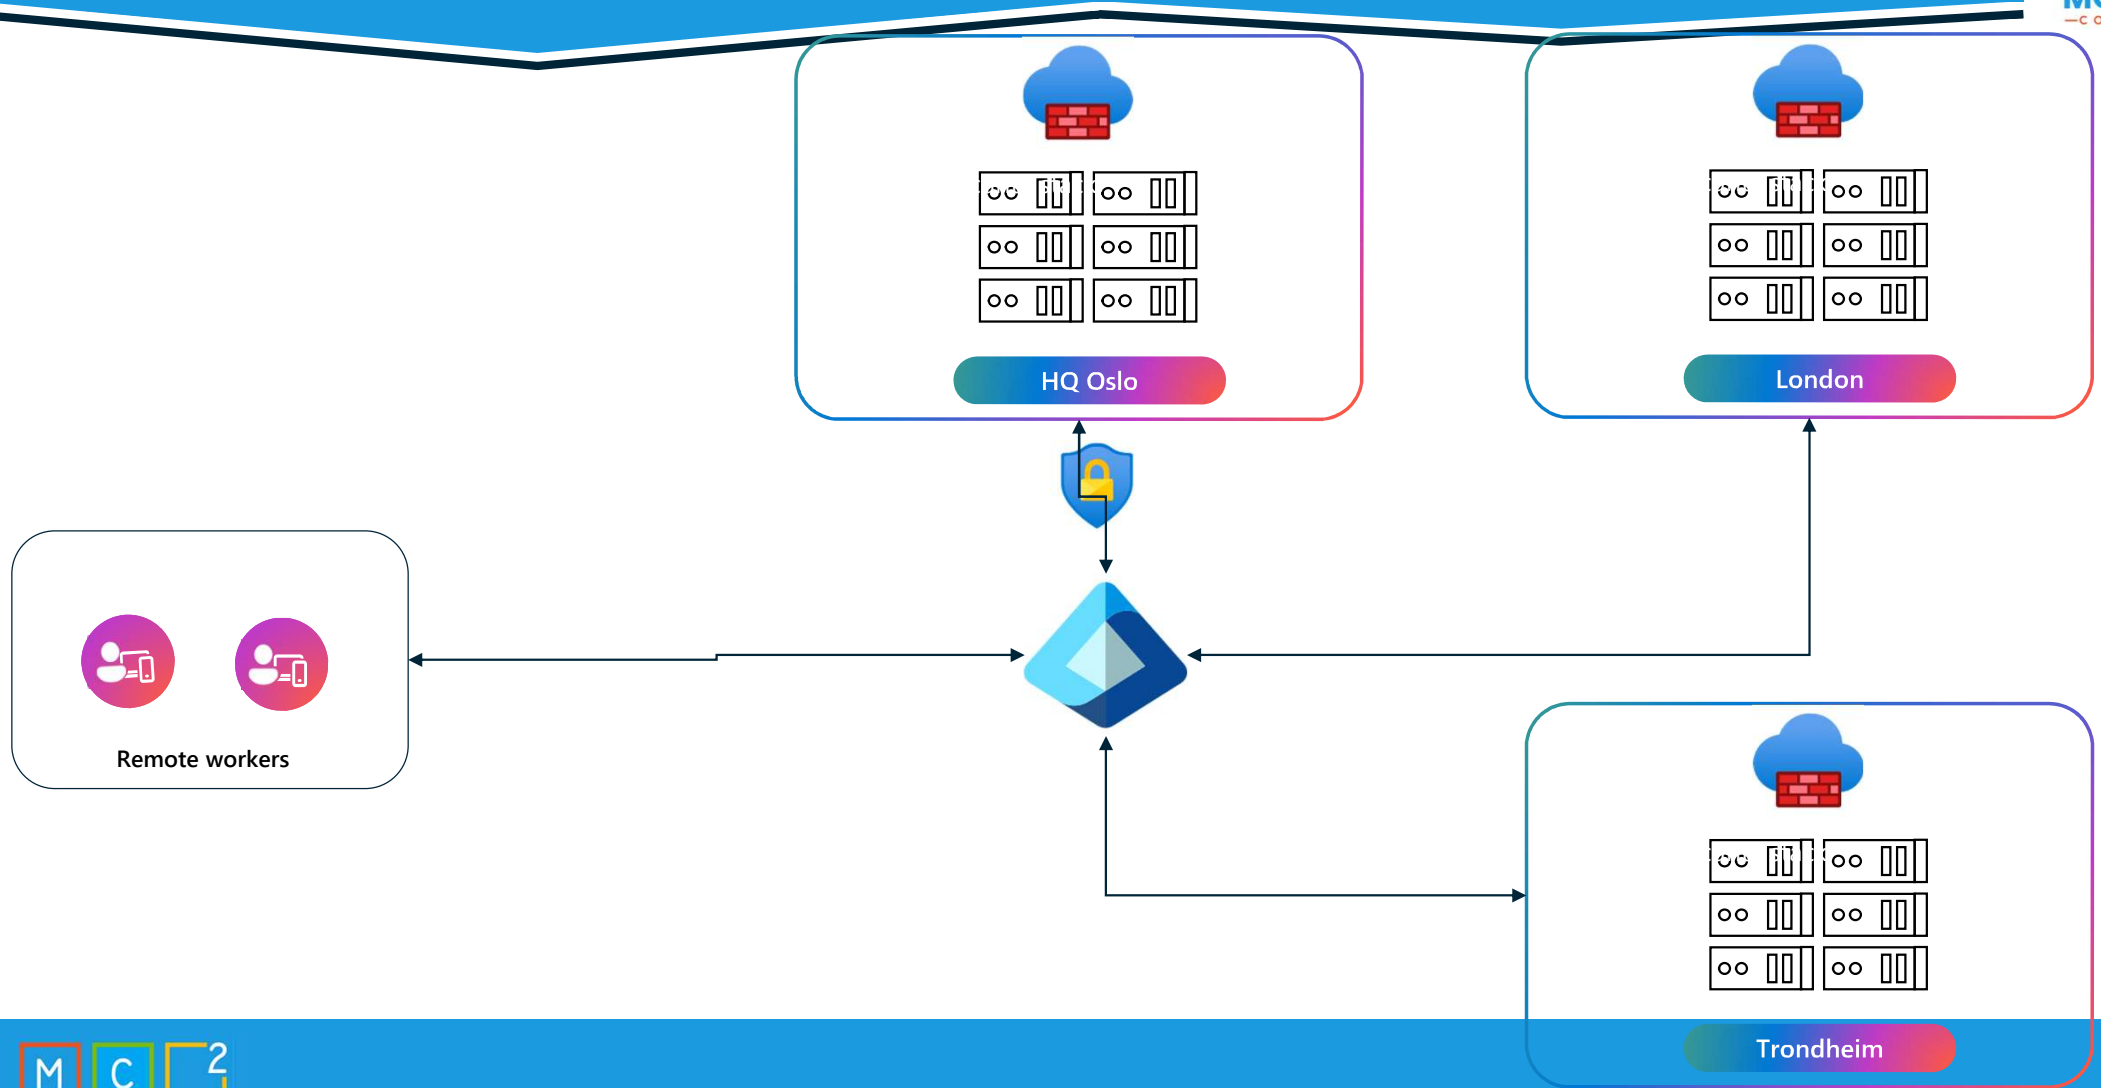 HQ Oslo
London
Remote workers
Trondheim
M C 2